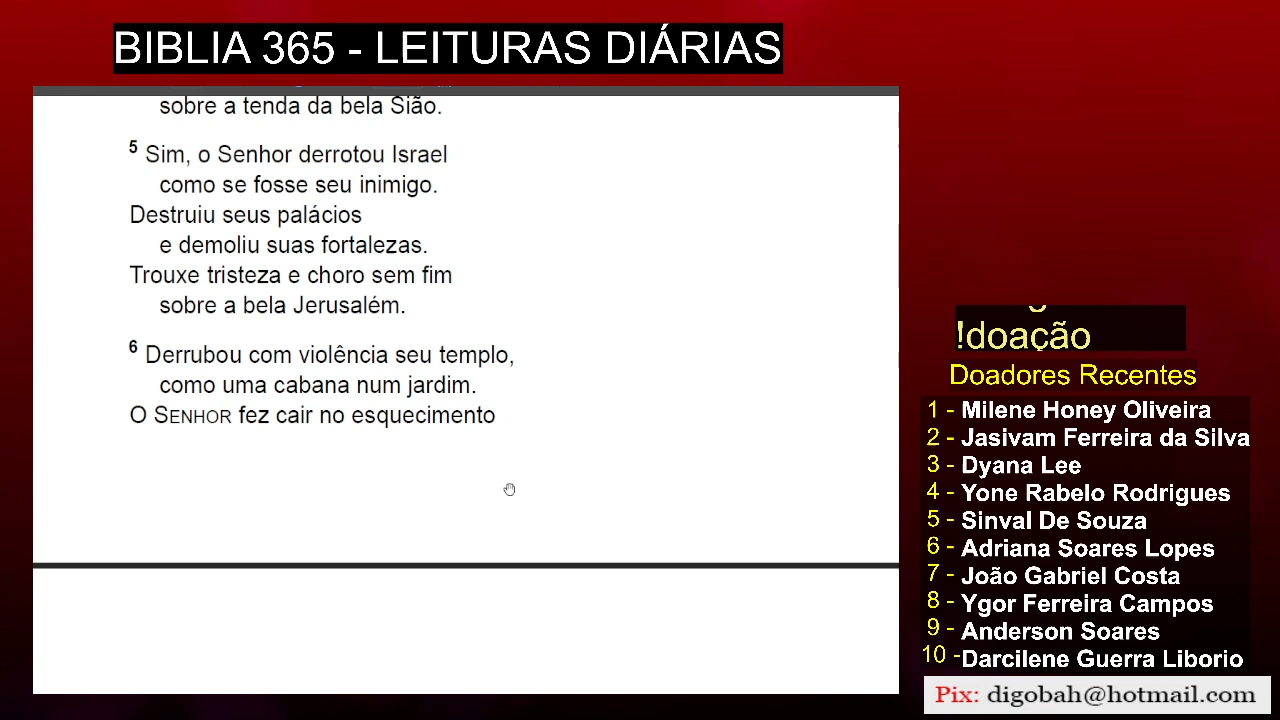 BIBLIA 365 - LEITURAS DIÁRIAS
sobre a tenda da bela Sião.
5 Sim, o Senhor derrotou Israel
como se fosse seu inimigo.
Destruiu seus palácios
e demoliu suas fortalezas.
Trouxe tristeza e choro sem fim
sobre a bela Jerusalém.
6 Derrubou com violência seu templo,
como uma cabana num jardim.
O SENHOR fez cair no esquecimento
!doação
Doadores Recentes
1 - Milene Honey Oliveira
2 - Jasivam Ferreira da Silva
3 - Dyana Lee
4 - Yone Rabelo Rodrigues
5 - Sinval De Souza
6 - Adriana Soares Lopes
7 - João Gabriel Costa
8 - Ygor Ferreira Campos
9 - Anderson Soares
10 - Darcilene Guerra Liborio
Pix: digobah@hotmail.com